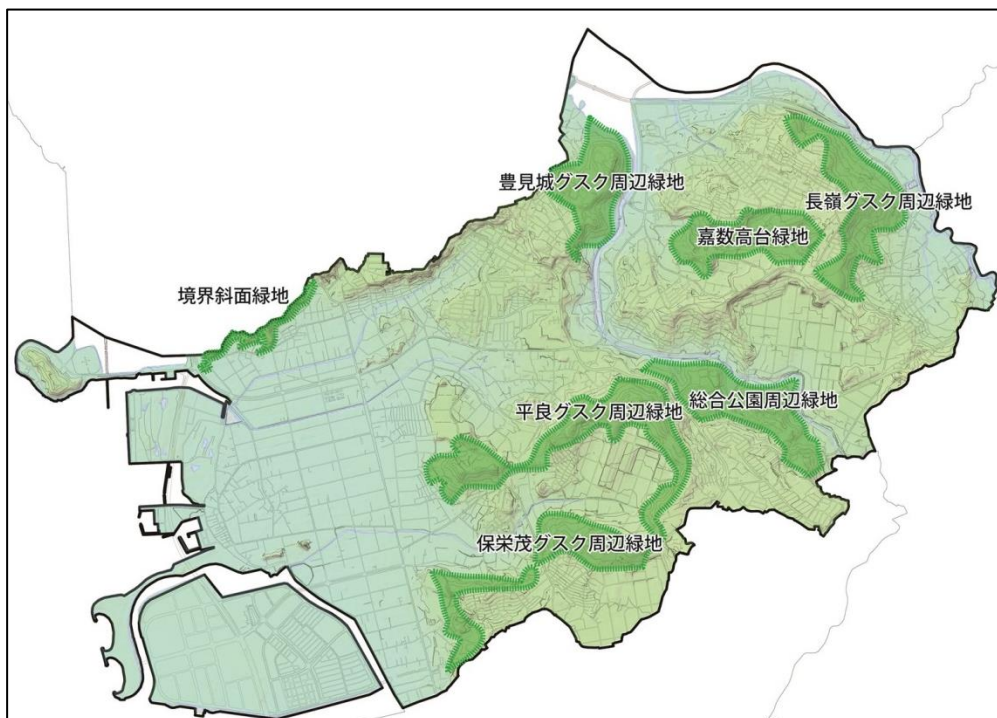 豊見城グスク周辺緑地
長嶺グスク周辺緑地
嘉数高台緑地
境界斜面緑地
総合公園周辺緑地
平良グスク周辺緑地
保栄茂グスク周辺緑地